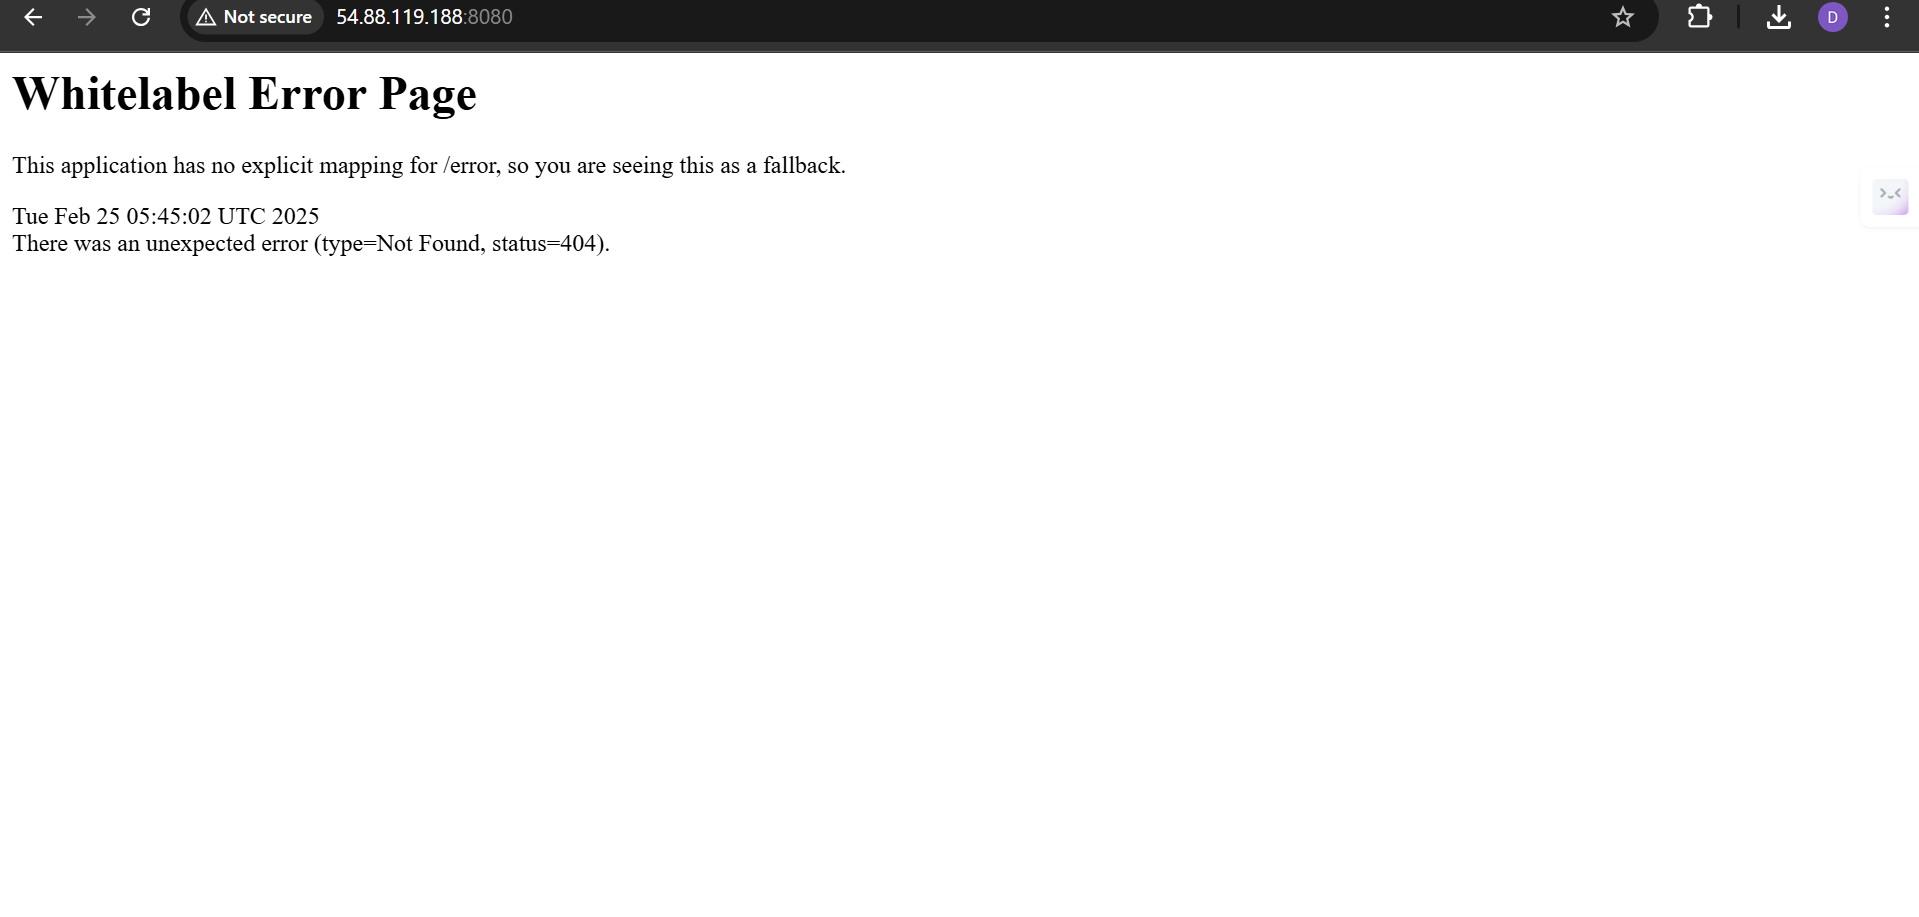 Not secure 54.88.119.188:8080 D
Whitelabel Error Page
This application has no explicit mapping for /error, so you are seeing this as a fallback.
Tue Feb 25 05:45:02 UTC 2025
There was an unexpected error (type=Not Found, status=404).